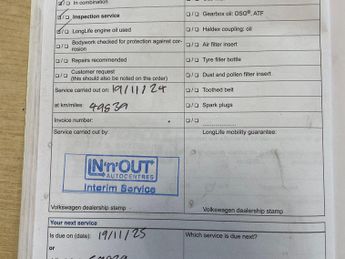 In combination
Inspection service
LongLife engine oil used
Bodywork checked for protection against cor-
rosion
Repairs recommended
Customer request
(this should also be noted on the order)
Service carried out on: 19/11/24
at km/miles 49839
Invoice number:
Service carried out by
IN'n'OUT®
AUTOCENTRES
Interim Service
Volkswagen dealership stamp
Gearbox oil: DSG®, ATF
Haldex coupling: oil
Air filter insert
Tyre filler bottle
Dust and pollen filter insert
Toothed belt
Spark plugs
LongLife mobility guarantee:
Volkswagen dealership stamp
Your next service
Is due on (date): 19/11/25
or
Which service is due next?